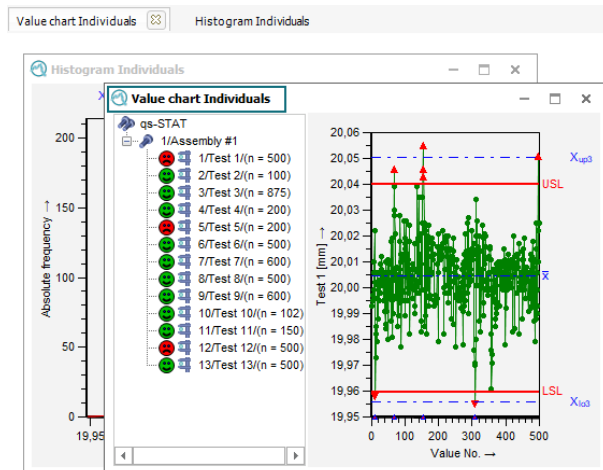 Value chart Individuals
Histogram Individuals
Histogram Individuals
Value chart Individuals
X
200
150
100
50
0
19,95
Absolute frequency →
qs-STAT
1/Assembly #1
1/Test 1/(n = 500)
2/Test 2/(n = 100)
3/Test 3/(n = 875)
4/Test 4/(n = 200)
5/Test 5/(n = 200)
6/Test 6/(n = 500)
7/Test 7/(n = 600)
8/Test 8/(n = 500)
9/Test 9/(n = 600)
10/Test 10/(n = 102)
11/Test 11/(n = 150)
12/Test 12/(n = 500)
13/Test 13/(n = 500)
Test 1 [mm] →
20,06
20,05
20,04
20,03
20,02
20,01
20,00
19,99
19,98
19,97
19,96
19,95
Xup3
USL
x̄
LSL
Xlo3
0 100 200 300 400 500
Value No. →